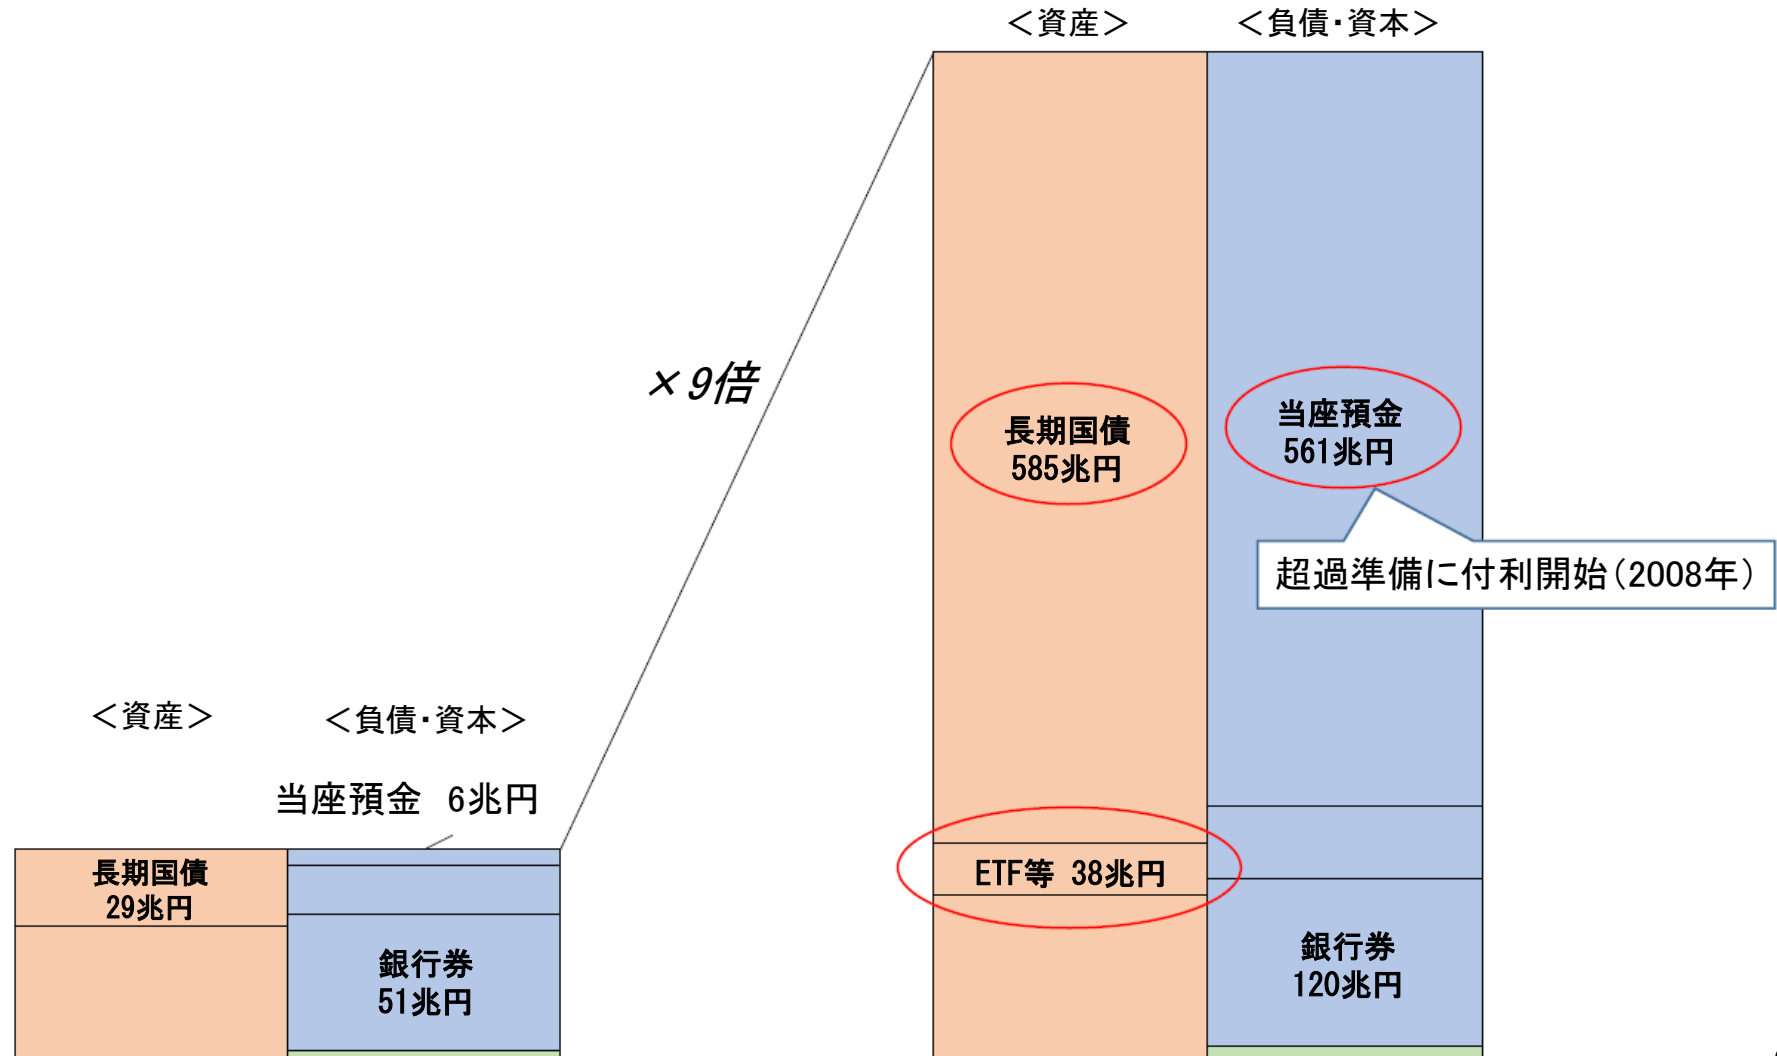 <資産>
<負債・資本>
×9倍
長期国債
585兆円
当座預金
561兆円
超過準備に付利開始(2008年)
<資産>
<負債・資本>
当座預金 6兆円
長期国債
29兆円
銀行券
51兆円
ETF等 38兆円
銀行券
120兆円